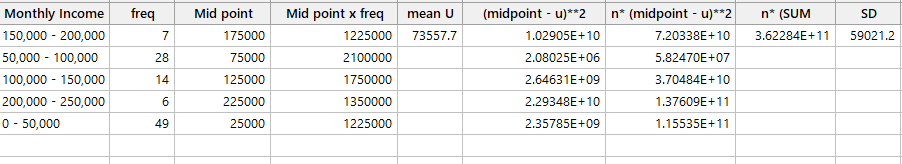 Monthly Income freq Mid point Mid point x freq mean U (midpoint - u)**2 n* (midpoint - u)**2 n* (SUM SD
150,000 - 200,000 7 175000 1225000 73557.7 1.02905E+10 7.20338E+10 3.62284E+11 59021.2
50,000 - 100,000 28 75000 2100000 2.08025E+06 5.82470E+07
100,000 - 150,000 14 125000 1750000 2.64631E+09 3.70484E+10
200,000 - 250,000 6 225000 1350000 2.29348E+10 1.37609E+11
0 - 50,000 49 25000 1225000 2.35785E+09 1.15535E+11